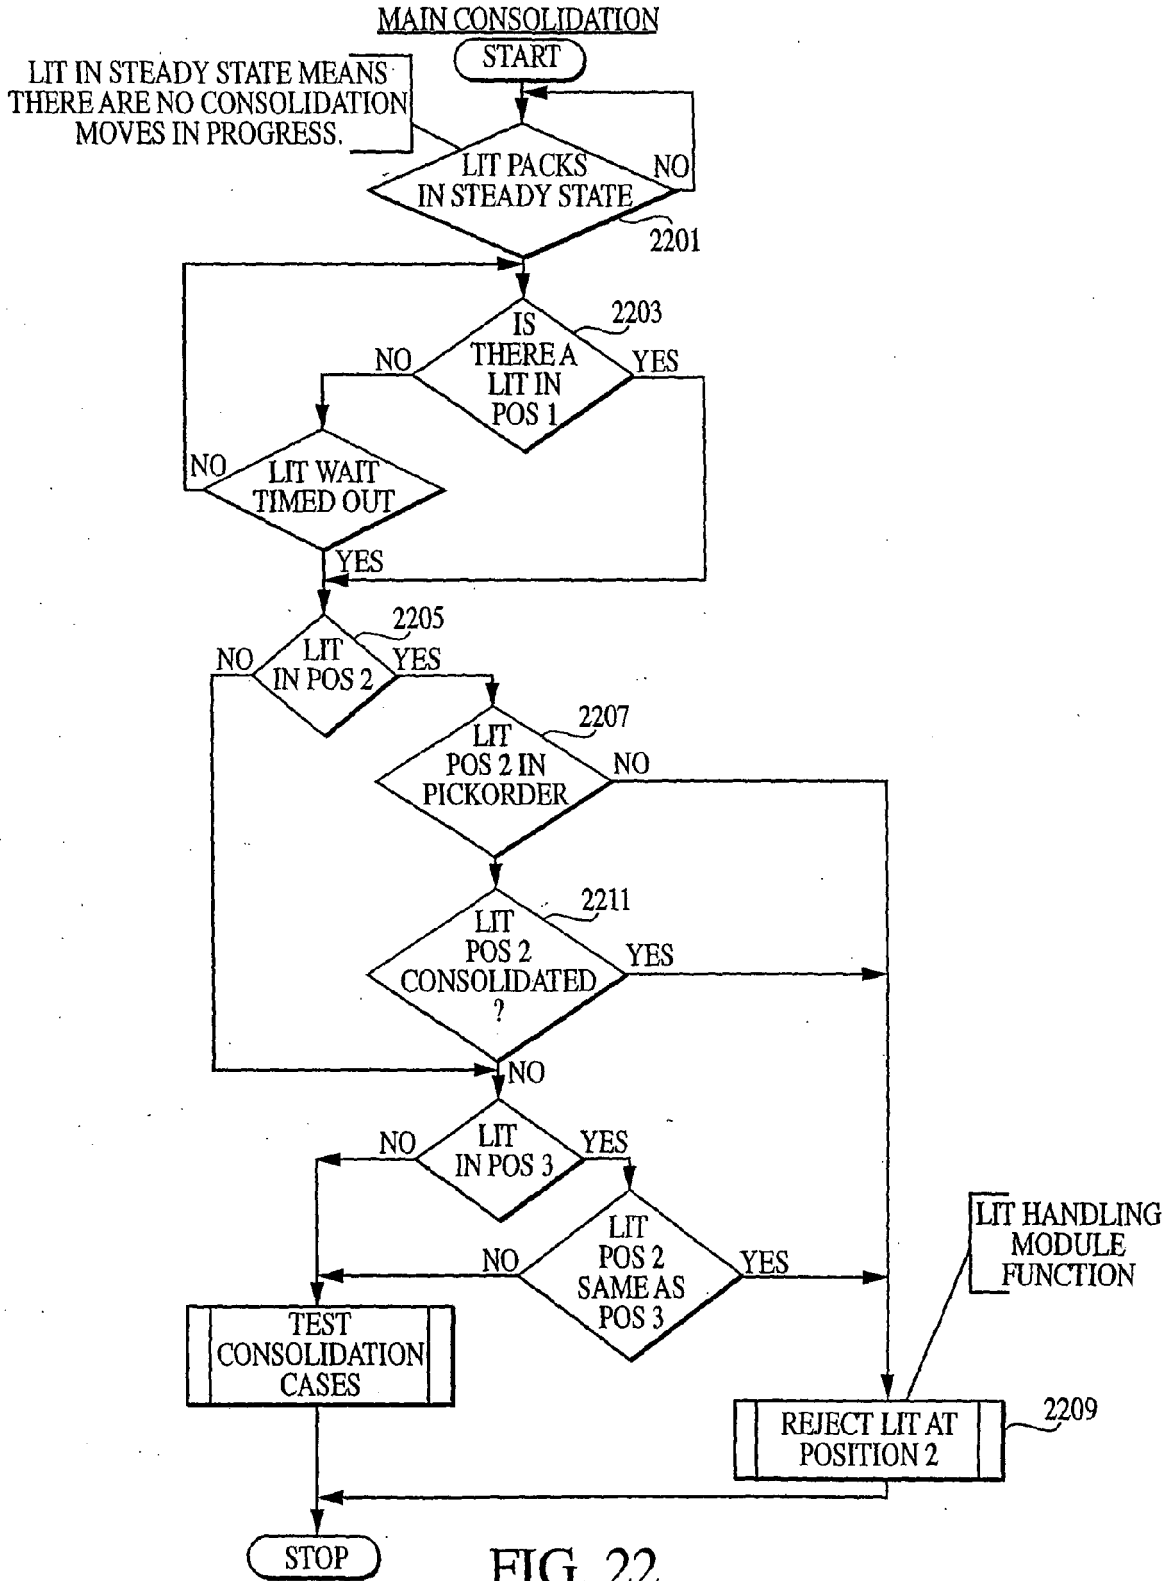 MAIN CONSOLIDATION
START
LIT IN STEADY STATE MEANS
THERE ARE NO CONSOLIDATION
MOVES IN PROGRESS.
LIT PACKS
IN STEADY STATE
NO
2201
2203
IS
THERE A
LIT IN
POS 1
NO
YES
LIT WAIT
TIMED OUT
NO
YES
2205
LIT
IN POS 2
NO
YES
2207
LIT
POS 2 IN
PICKORDER
NO
2211
LIT
POS 2
CONSOLIDATED
?
YES
NO
LIT
IN POS 3
NO
YES
LIT
POS 2
SAME AS
POS 3
NO
YES
LIT HANDLING
MODULE
FUNCTION
TEST
CONSOLIDATION
CASES
REJECT LIT AT
POSITION 2
2209
STOP
FIG. 22